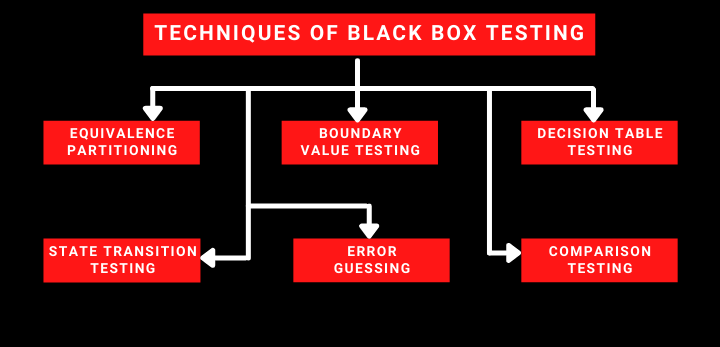 TECHNIQUES OF BLACK BOX TESTING
EQUIVALENCE
PARTITIONING
BOUNDARY
VALUE TESTING
DECISION TABLE
TESTING
STATE TRANSITION
TESTING
ERROR
GUESSING
COMPARISON
TESTING